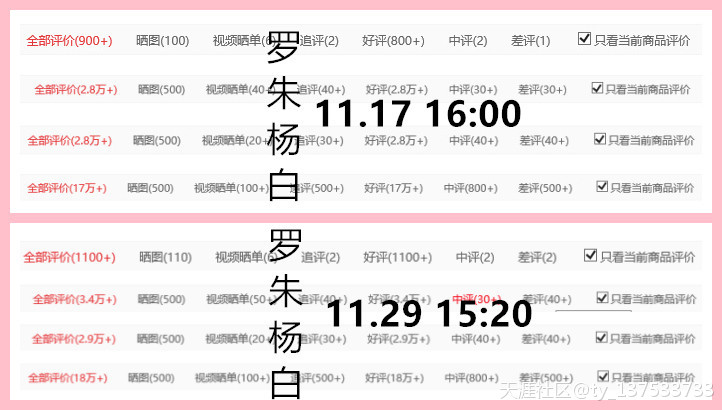 全部评价(900+) 晒图(100) 视频晒单(6) 追评(2) 好评(800+) 中评(2) 差评(1) 只看当前商品评价
全部评价(2.8万+) 晒图(500) 视频晒单(40+) 追评(40+) 好评(2.8万+) 中评(30+) 差评(30+) 只看当前商品评价
全部评价(2.8万+) 晒图(500) 视频晒单(20+) 追评(30+) 好评(2.8万+) 中评(40+) 差评(40+) 只看当前商品评价
全部评价(17万+) 晒图(500) 视频晒单(100+) 追评(500+) 好评(17万+) 中评(800+) 差评(500+) 只看当前商品评价
罗
朱
杨
白
11.17 16:00
全部评价(1100+) 晒图(110) 视频晒单(6) 追评(2) 好评(1100+) 中评(2) 差评(2) 只看当前商品评价
全部评价(3.4万+) 晒图(500) 视频晒单(50+) 追评(40+) 好评(3.4万+) 中评(30+) 差评(40+) 只看当前商品评价
全部评价(2.9万+) 晒图(500) 视频晒单(20+) 追评(30+) 好评(2.9万+) 中评(40+) 差评(40+) 只看当前商品评价
全部评价(18万+) 晒图(500) 视频晒单(100+) 追评(500+) 好评(18万+) 中评(800+) 差评(500+) 只看当前商品评价
罗
朱
杨
白
11.29 15:20
天涯社区@ty_137533733